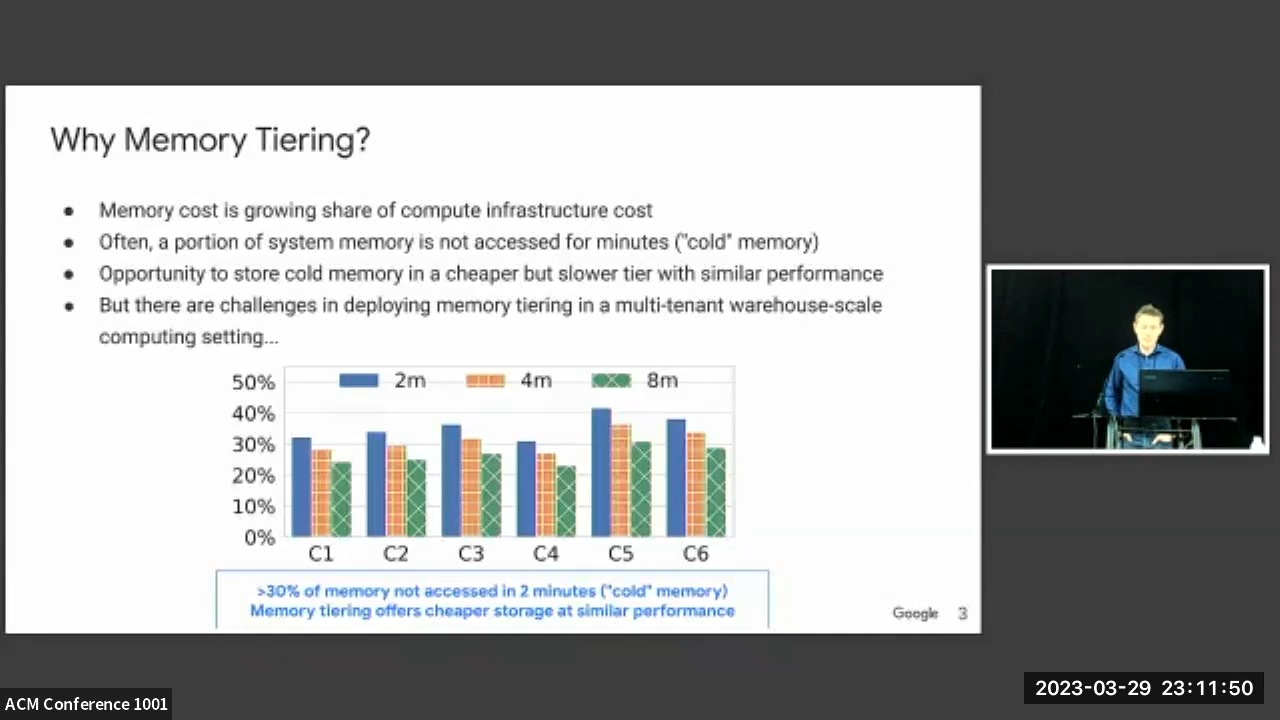 Why Memory Tiering?
● Memory cost is growing share of compute infrastructure cost
● Often, a portion of system memory is not accessed for minutes ("cold" memory)
● Opportunity to store cold memory in a cheaper but slower tier with similar performance
● But there are challenges in deploying memory tiering in a multi-tenant warehouse-scale
computing setting...
2m 4m 8m
50%
40%
30%
20%
10%
0%
C1 C2 C3 C4 C5 C6
>30% of memory not accessed in 2 minutes ("cold" memory)
Memory tiering offers cheaper storage at similar performance
Google 3
2023-03-29 23:11:50
ACM Conference 1001